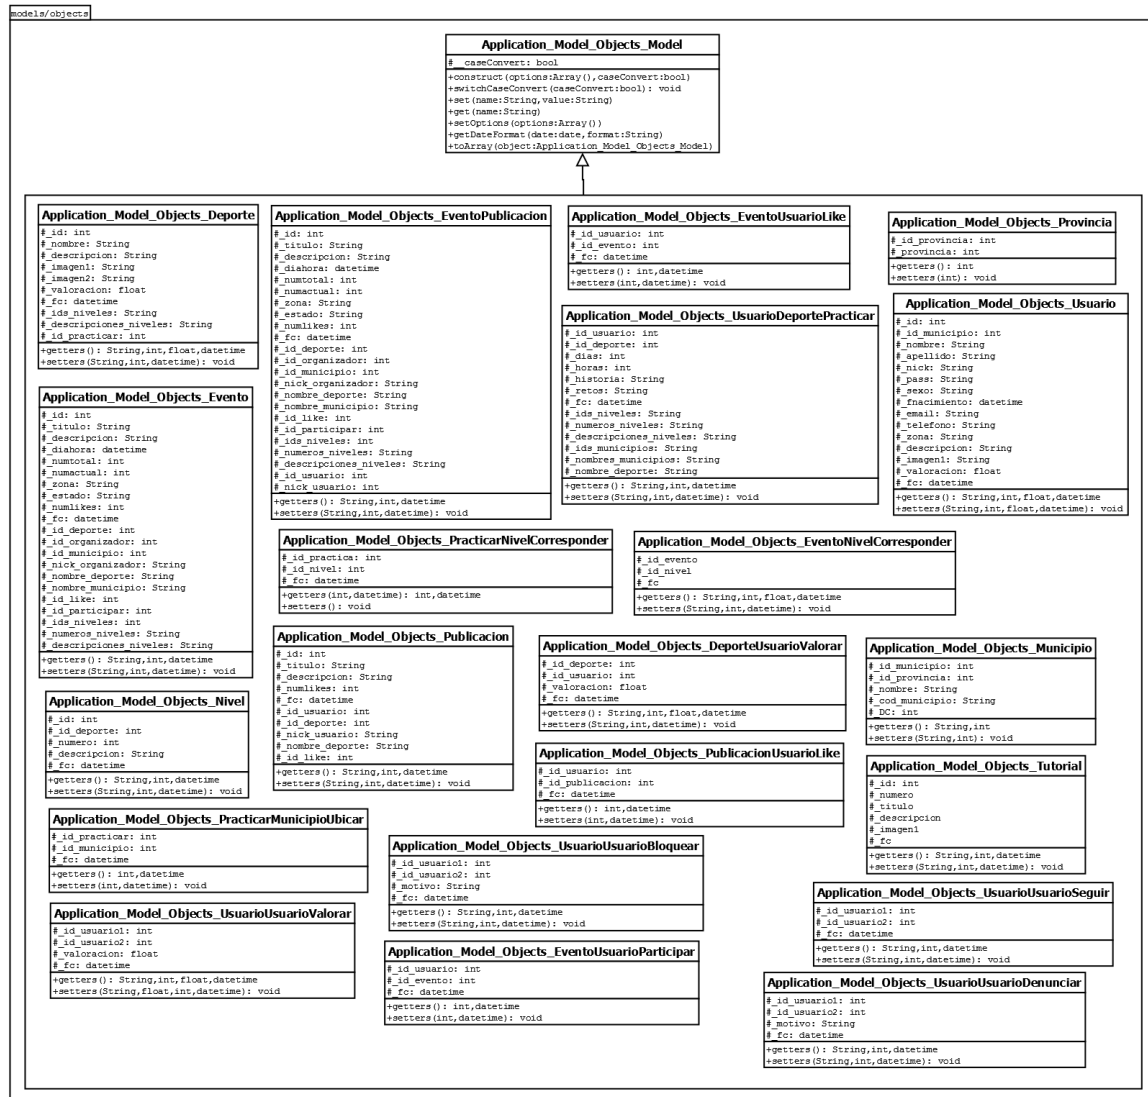 models/objects
Application_Model_Objects_Model
#__caseConvert: bool
+construct(options:Array(),caseConvert:bool)
+switchCaseConvert(caseConvert:bool): void
+set(name:String,value:String)
+get(name:String)
+setOptions(options:Array())
+getDateFormat(date:date,format:String)
+toArray(object:Application_Model_Objects_Model)
Application_Model_Objects_Deporte
#_id: int
#_nombre: String
#_descripcion: String
#_imagen1: String
#_imagen2: String
#_valoracion: float
#_fc: datetime
#_ids_niveles: String
#_descripciones_niveles: String
#_id_practicar: int
+getters(): String,int,float,datetime
+setters(String,int,datetime): void
Application_Model_Objects_EventoPublicacion
#_id: int
#_titulo: String
#_descripcion: String
#_diahora: datetime
#_numtotal: int
#_numactual: int
#_zona: String
#_estado: String
#_numlikes: int
#_fc: datetime
#_id_deporte: int
#_id_organizador: int
#_id_municipio: int
#_nick_organizador: String
#_nombre_deporte: String
#_nombre_municipio: String
#_id_like: int
#_id_participar: int
#_ids_niveles: int
#_numeros_niveles: String
#_descripciones_niveles: String
#_id_usuario: int
#_nick_usuario: int
+getters(): String,int,datetime
+setters(String,int,datetime): void
Application_Model_Objects_EventoUsuarioLike
#_id_usuario: int
#_id_evento: int
#_fc: datetime
+getters(): int,datetime
+setters(int,datetime): void
Application_Model_Objects_Provincia
#_id_provincia: int
#_provincia: int
+getters(): int
+setters(int): void
Application_Model_Objects_UsuarioDeportePracticar
#_id_usuario: int
#_id_deporte: int
#_dias: int
#_horas: int
#_historia: String
#_retos: String
#_fc: datetime
#_ids_niveles: String
#_numeros_niveles: String
#_descripciones_niveles: String
#_ids_municipios: String
#_nombres_municipios: String
#_nombre_deporte: String
+getters(): String,int,datetime
+setters(String,int,datetime): void
Application_Model_Objects_Usuario
#_id: int
#_id_municipio: int
#_nombre: String
#_apellido: String
#_nick: String
#_pass: String
#_sexo: String
#_fnacimiento: datetime
#_email: String
#_telefono: String
#_zona: String
#_descripcion: String
#_imagen1: String
#_valoracion: float
#_fc: datetime
+getters(): String,int,float,datetime
+setters(String,int,float,datetime): void
Application_Model_Objects_Evento
#_id: int
#_titulo: String
#_descripcion: String
#_diahora: datetime
#_numtotal: int
#_numactual: int
#_zona: String
#_estado: String
#_numlikes: int
#_fc: datetime
#_id_deporte: int
#_id_organizador: int
#_id_municipio: int
#_nick_organizador: String
#_nombre_deporte: String
#_nombre_municipio: String
#_id_like: int
#_id_participar: int
#_ids_niveles: int
#_numeros_niveles: String
#_descripciones_niveles: String
+getters(): String,int,datetime
+setters(String,int,datetime): void
Application_Model_Objects_PracticarNivelCorresponder
#_id_practica: int
#_id_nivel: int
#_fc: datetime
+getters(int,datetime): int,datetime
+setters(): void
Application_Model_Objects_EventoNivelCorresponder
#_id_evento
#_id_nivel
#_fc
+getters(): String,int,float,datetime
+setters(String,int,datetime): void
Application_Model_Objects_Publicacion
#_id: int
#_titulo: String
#_descripcion: String
#_numlikes: int
#_fc: datetime
#_id_usuario: int
#_id_deporte: int
#_nick_usuario: String
#_nombre_deporte: String
#_id_like: int
+getters(): String,int,datetime
+setters(String,int,datetime): void
Application_Model_Objects_DeporteUsuarioValorar
#_id_deporte: int
#_id_usuario: int
#_valoracion: float
#_fc: datetime
+getters(): String,int,float,datetime
+setters(String,int,datetime): void
Application_Model_Objects_Municipio
#_id_municipio: int
#_id_provincia: int
#_nombre: String
#_cod_municipio: String
#_DC: int
+getters(): String,int
+setters(String,int): void
Application_Model_Objects_Nivel
#_id: int
#_id_deporte: int
#_numero: int
#_descripcion: String
#_fc: datetime
+getters(): String,int,datetime
+setters(String,int,datetime): void
Application_Model_Objects_PublicacionUsuarioLike
#_id_usuario: int
#_id_publicacion: int
#_fc: datetime
+getters(): int,datetime
+setters(int,datetime): void
Application_Model_Objects_Tutorial
#_id: int
#_numero
#_titulo
#_descripcion
#_imagen1
#_fc
+getters(): String,int,datetime
+setters(String,int,datetime): void
Application_Model_Objects_PracticarMunicipioUbicar
#_id_practicar: int
#_id_municipio: int
#_fc: datetime
+getters(): int,datetime
+setters(int,datetime): void
Application_Model_Objects_UsuarioUsuarioBloquear
#_id_usuario1: int
#_id_usuario2: int
#_motivo: String
#_fc: datetime
+getters(): String,int,datetime
+setters(String,int,datetime): void
Application_Model_Objects_UsuarioUsuarioSeguir
#_id_usuario1: int
#_id_usuario2: int
#_fc: datetime
+getters(): String,int,datetime
+setters(String,int,datetime): void
Application_Model_Objects_UsuarioUsuarioValorar
#_id_usuario1: int
#_id_usuario2: int
#_valoracion: float
#_fc: datetime
+getters(): String,int,float,datetime
+setters(String,float,int,datetime): void
Application_Model_Objects_EventoUsuarioParticipar
#_id_usuario: int
#_id_evento: int
#_fc: datetime
+getters(): int,datetime
+setters(int,datetime): void
Application_Model_Objects_UsuarioUsuarioDenunciar
#_id_usuario1: int
#_id_usuario2: int
#_motivo: String
#_fc: datetime
+getters(): String,int,datetime
+setters(String,int,datetime): void